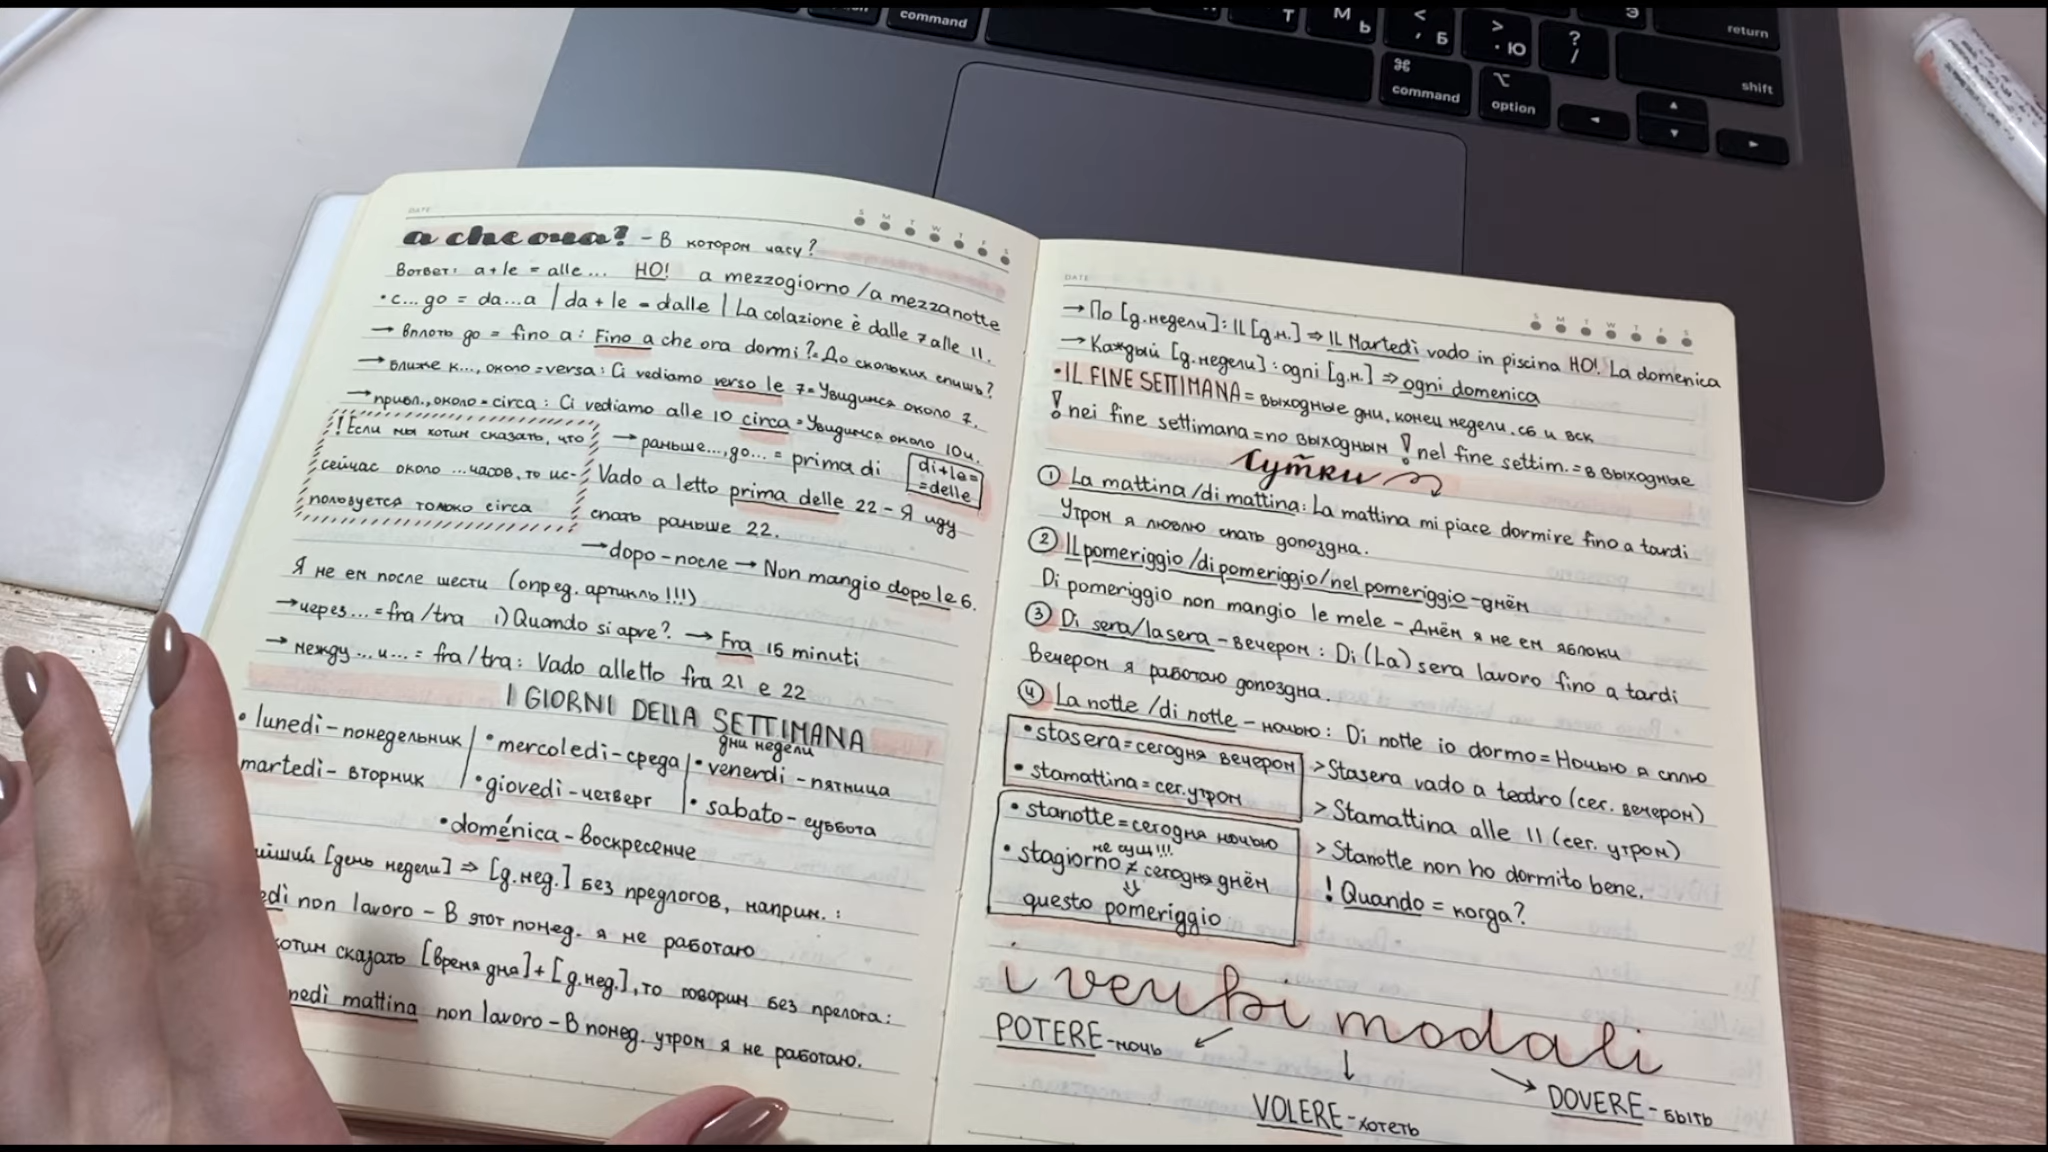 command
Т
М
Ь
<
,
Б
>
.
Ю
?
/
Э
return
⌘
command
⌥
option
shift
DATE
S M T W T F S
a che ora? - В котором часу?
Вответ: a+le = alle... НО! a mezzogiorno /a mezzanotte
• с... до = da...a | da + le = dalle | La colazione è dalle 7 alle 11.
→ вплоть до = fino a: Fino a che ora dormi? = До скольких спишь?
→ ближе к..., около = versa: Ci vediamo verso le 7 = Увидимся около 7.
→ прибл., около = circa: Ci vediamo alle 10 circa = Увидимся около 10ч.
! Если мы хотим сказать, что
сейчас около ... часов, то ис-
пользуется только circa
→ раньше..., до... = prima di
di+le=
=delle
Vado a letto prima delle 22 - Я иду
спать раньше 22.
→ dopo - после → Non mangio dopo le 6.
Я не ем после шести (опред. артикль!!!)
→ через... = fra /tra 1) Quando si apre? → Fra 15 minuti
→ между ... и... = fra /tra: Vado alletto fra 21 e 22
I GIORNI DELLA SETTIMANA
дни недели
• lunedì - понедельник
martedì - вторник
• mercoledì - среда
• giovedì - четверг
• venerdì - пятница
• sabato - суббота
• doménica - воскресение
[день недели] ⇒ [д.нед.] без предлогов, наприм.:
edì non lavoro - В этот понед. я не работаю
хотим сказать [время дня] + [д.нед.], то говорим без прелога:
nedì mattina non lavoro - В понед. утром я не работаю.
DATE
S M T W T F S
→ По [д.недели]: IL [д.н.] ⇒ IL Martedì vado in piscina НО! La domenica
→ Каждый [д.недели]: ogni [д.н.] ⇒ ogni domenica
• IL FINE SETTIMANA = выходные дни, конец недели, сб и вск
! nei fine settimana = по выходным ! nel fine settim. = в выходные
Сутки
① La mattina /di mattina: La mattina mi piace dormire fino a tardi
Утром я люблю спать допоздна.
② IL pomeriggio /di pomeriggio/nel pomeriggio - днём
Di pomeriggio non mangio le mele - Днём я не ем яблоки
③ Di sera/la sera - вечером: Di (La) sera lavoro fino a tardi
Вечером я работаю допоздна.
④ La notte /di notte - ночью: Di notte io dormo = Ночью я сплю
• stasera = сегодня вечером
• stamattina = сег. утром
> Stasera vado a teatro (сег. вечером)
> Stamattina alle 11 (сег. утром)
• stanotte = сегодня ночью
не сущ!!!
• stagiorno ≠ сегодня днём
⇓
questo pomeriggio
> Stanotte non ho dormito bene.
! Quando = когда?
i verbi modali
POTERE - мочь
VOLERE - хотеть
DOVERE - быть